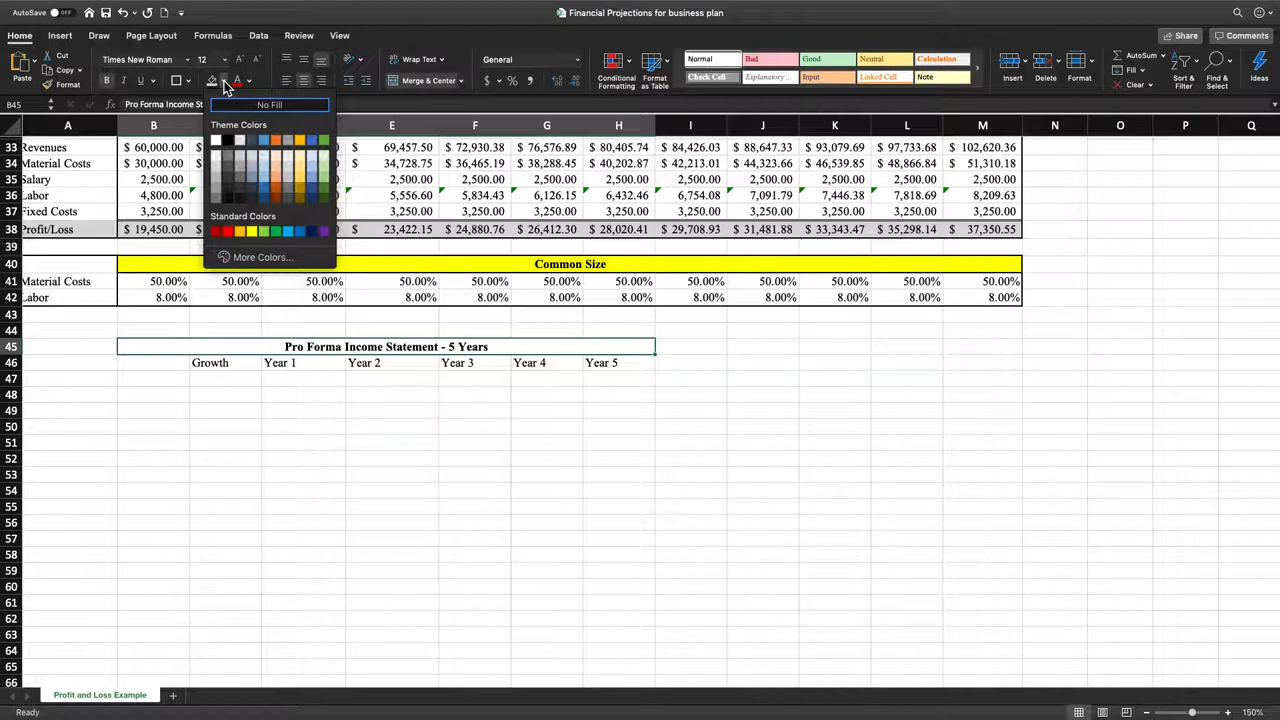 AutoSave OFF Financial Projections for business plan
Home Insert Draw Page Layout Formulas Data Review View Share Comments
Paste Cut Copy Format Times New Roman 12 Wrap Text General Conditional Formatting Format as Table Normal Bad Good Neutral Calculation Insert Delete Format AutoSum Sort & Filter Find & Select Ideas
B I U A Merge & Center $ % Check Cell Explanatory ... Input Linked Cell Note Fill Clear
B45 fx Pro Forma Income St
No Fill
Theme Colors
Standard Colors
More Colors...
A B E F G H I J K L M N O P Q
33 Revenues $ 60,000.00 69,457.50 $ 72,930.38 $ 76,576.89 $ 80,405.74 $ 84,426.03 $ 88,647.33 $ 93,079.69 $ 97,733.68 $ 102,620.36
34 Material Costs $ 30,000.00 34,728.75 $ 36,465.19 $ 38,288.45 $ 40,202.87 $ 42,213.01 $ 44,323.66 $ 46,539.85 $ 48,866.84 $ 51,310.18
35 Salary 2,500.00 2,500.00 2,500.00 2,500.00 2,500.00 2,500.00 2,500.00 2,500.00 2,500.00 2,500.00
36 Labor 4,800.00 5,556.60 5,834.43 6,126.15 6,432.46 6,754.08 7,091.79 7,446.38 7,818.69 8,209.63
37 Fixed Costs 3,250.00 3,250.00 3,250.00 3,250.00 3,250.00 3,250.00 3,250.00 3,250.00 3,250.00 3,250.00
38 Profit/Loss $ 19,450.00 $ 23,422.15 $ 24,880.76 $ 26,412.30 $ 28,020.41 $ 29,708.93 $ 31,481.88 $ 33,343.47 $ 35,298.14 $ 37,350.55
39
40 Common Size
41 Material Costs 50.00% 50.00% 50.00% 50.00% 50.00% 50.00% 50.00% 50.00% 50.00% 50.00% 50.00% 50.00%
42 Labor 8.00% 8.00% 8.00% 8.00% 8.00% 8.00% 8.00% 8.00% 8.00% 8.00% 8.00% 8.00%
43
44
45 Pro Forma Income Statement - 5 Years
46 Growth Year 1 Year 2 Year 3 Year 4 Year 5
47
48
49
50
51
52
53
54
55
56
57
58
59
60
61
62
63
64
65
66
Profit and Loss Example
Ready 150%